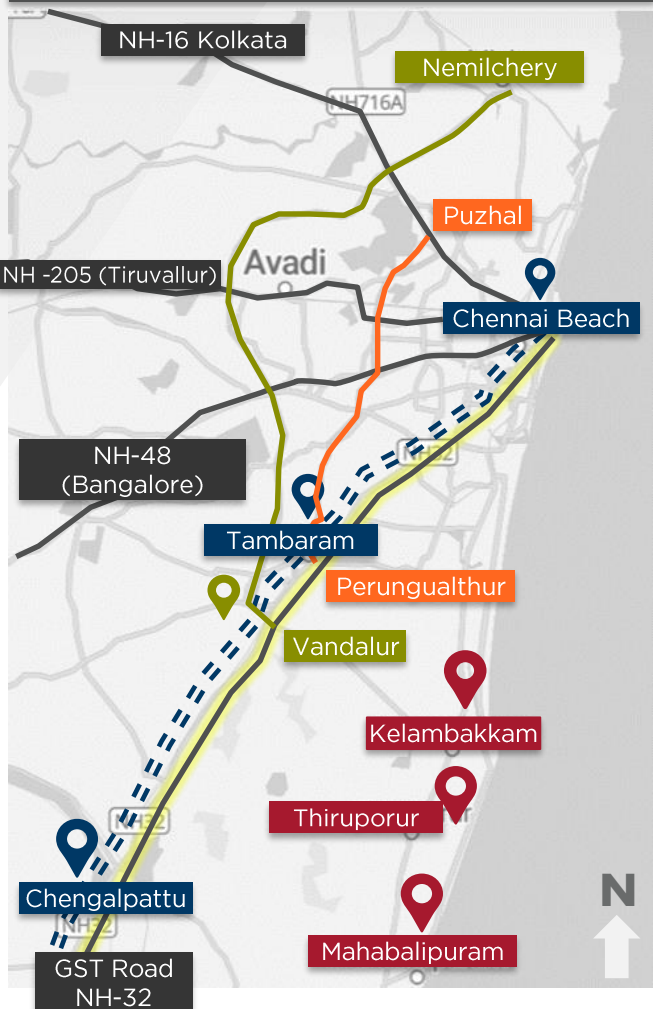 NH-16 Kolkata
Nemilchery
NH716A
Puzhal
Avadi
NH -205 (Tiruvallur)
Chennai Beach
NH-48
(Bangalore)
NH32
Tambaram
Perungualthur
Vandalur
Kelambakkam
Thiruporur
NH32
Chengalpattu
N
NH32
Mahabalipuram
GST Road
NH-32